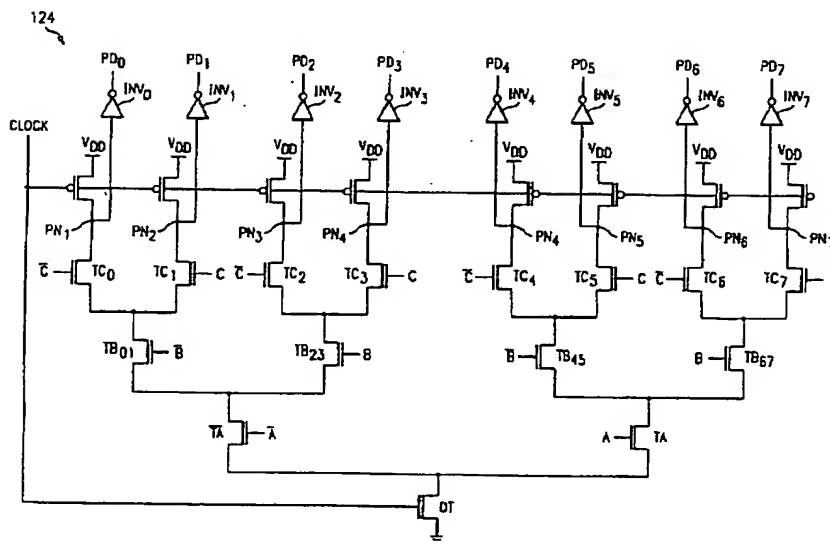 124
PD0 PD1 PD2 PD3 PD4 PD5 PD6 PD7
INV0 INV1 INV2 INV3 INV4 INV5 INV6 INV7
CLOCK
VDD VDD VDD VDD VDD VDD VDD VDD
PN1 PN2 PN3 PN4 PN4 PN5 PN6 PN1
C̅ TC0 TC1 C C̅ TC2 TC3 C C̅ TC4 TC5 C C̅ TC6 TC7
TB01 B̅ TB23 B B̅ TB45 B TB67
T̅A̅ A̅ A TA
DT